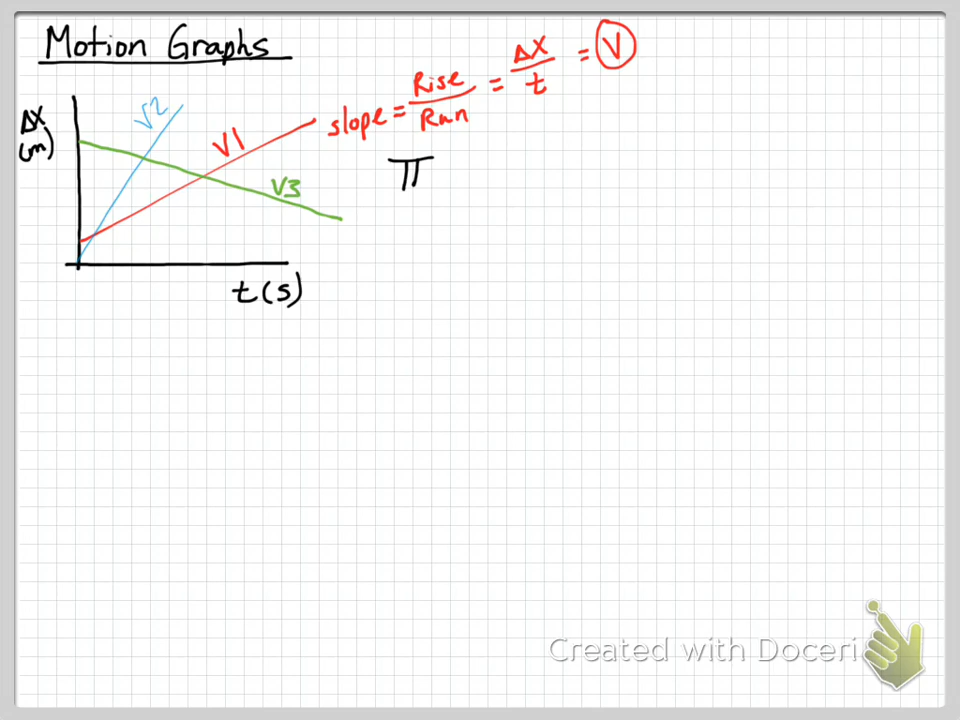 Motion Graphs
slope = Rise/Run = Δx/t = V
Δx
(m)
V2
V1
V3
t(s)
Created with Doceri